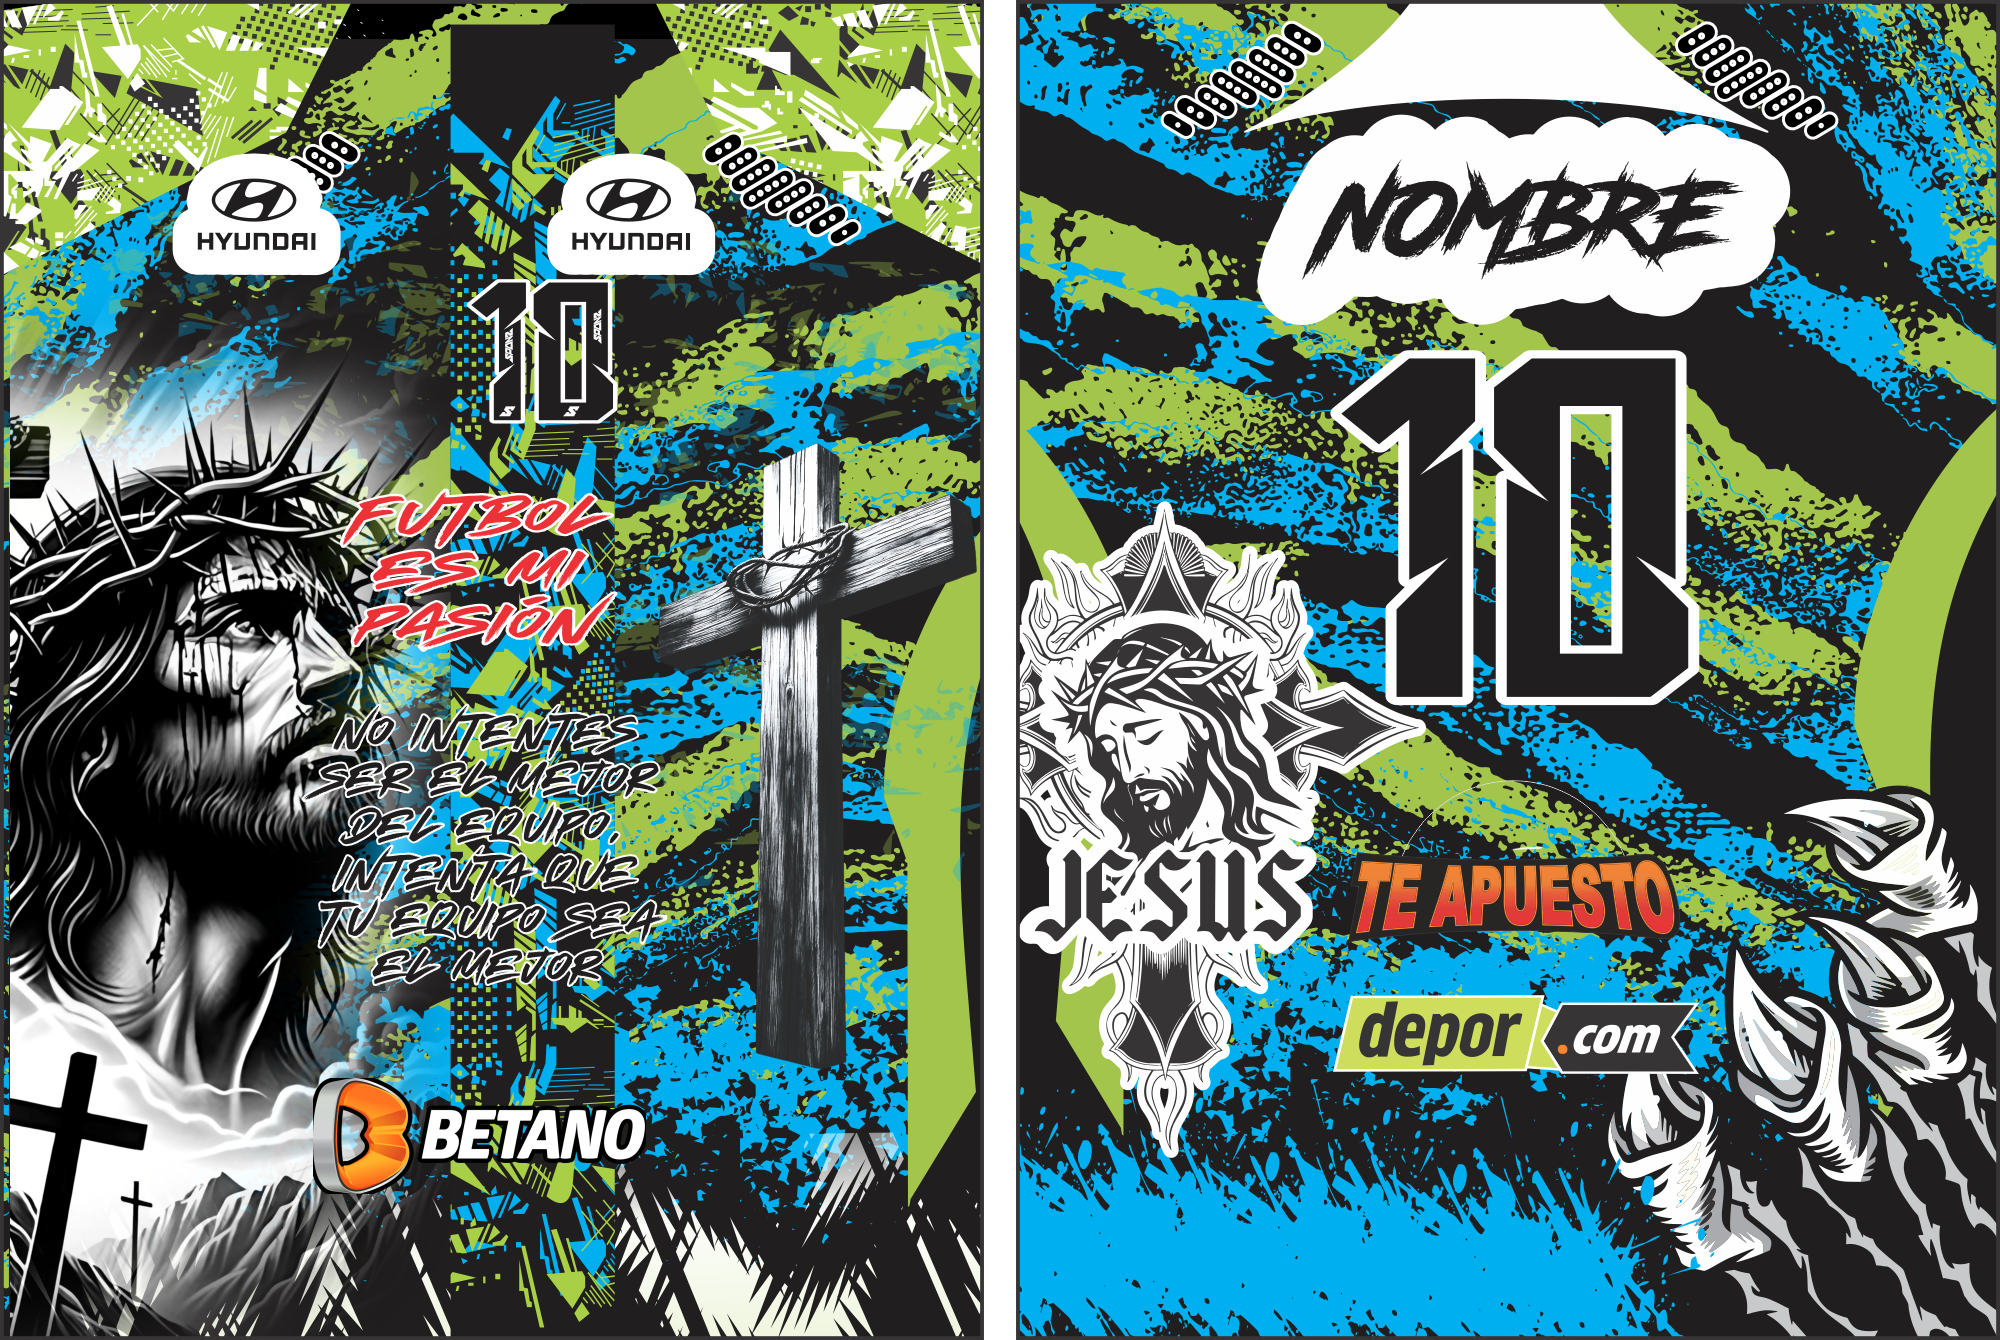 HYUNDAI
HYUNDAI
10
FUTBOL
ES MI
PASIÓN
NO INTENTES
SER EL MEJOR
DEL EQUIPO,
INTENTA QUE
TU EQUIPO SEA
EL MEJOR
BETANO
NOMBRE
10
JESUS
TE APUESTO
depor.com